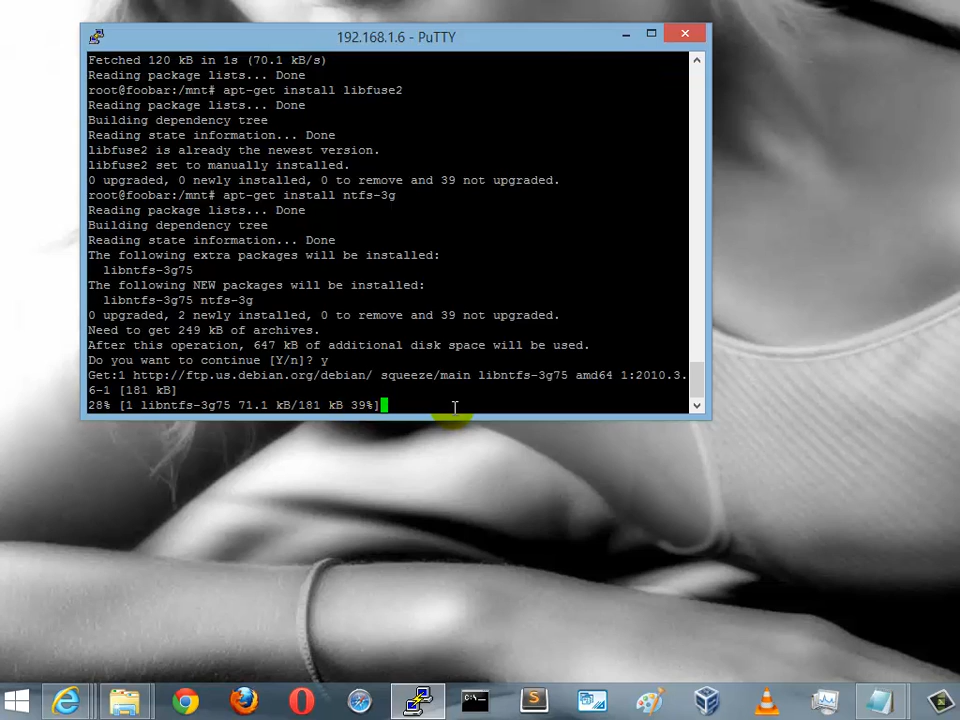 192.168.1.6 - PuTTY
Fetched 120 kB in 1s (70.1 kB/s)
Reading package lists... Done
root@foobar:/mnt# apt-get install libfuse2
Reading package lists... Done
Building dependency tree
Reading state information... Done
libfuse2 is already the newest version.
libfuse2 set to manually installed.
0 upgraded, 0 newly installed, 0 to remove and 39 not upgraded.
root@foobar:/mnt# apt-get install ntfs-3g
Reading package lists... Done
Building dependency tree
Reading state information... Done
The following extra packages will be installed:
libntfs-3g75
The following NEW packages will be installed:
libntfs-3g75 ntfs-3g
0 upgraded, 2 newly installed, 0 to remove and 39 not upgraded.
Need to get 249 kB of archives.
After this operation, 647 kB of additional disk space will be used.
Do you want to continue [Y/n]? y
Get:1 http://ftp.us.debian.org/debian/ squeeze/main libntfs-3g75 amd64 1:2010.3.
6-1 [181 kB]
28% [1 libntfs-3g75 71.1 kB/181 kB 39%]
C:\_
S